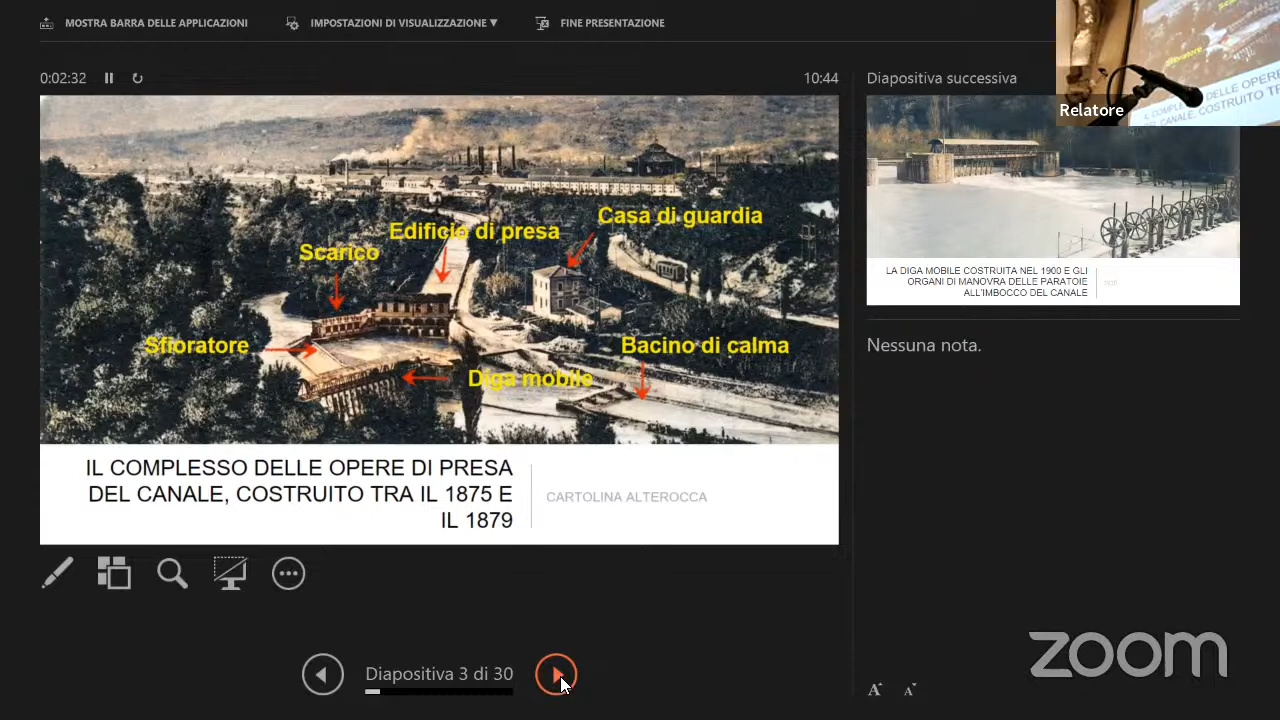 MOSTRA BARRA DELLE APPLICAZIONI
IMPOSTAZIONI DI VISUALIZZAZIONE ▼
FINE PRESENTAZIONE
0:02:32
10:44
Diapositiva successiva
Relatore
Casa di guardia
Edificio di presa
Scarico
Sfioratore
Bacino di calma
Diga mobile
IL COMPLESSO DELLE OPERE DI PRESA
DEL CANALE, COSTRUITO TRA IL 1875 E
IL 1879
CARTOLINA ALTEROCCA
LA DIGA MOBILE COSTRUITA NEL 1900 E GLI
ORGANI DI MANOVRA DELLE PARATOIE
ALL'IMBOCCO DEL CANALE
Nessuna nota.
Diapositiva 3 di 30
A A
zoom